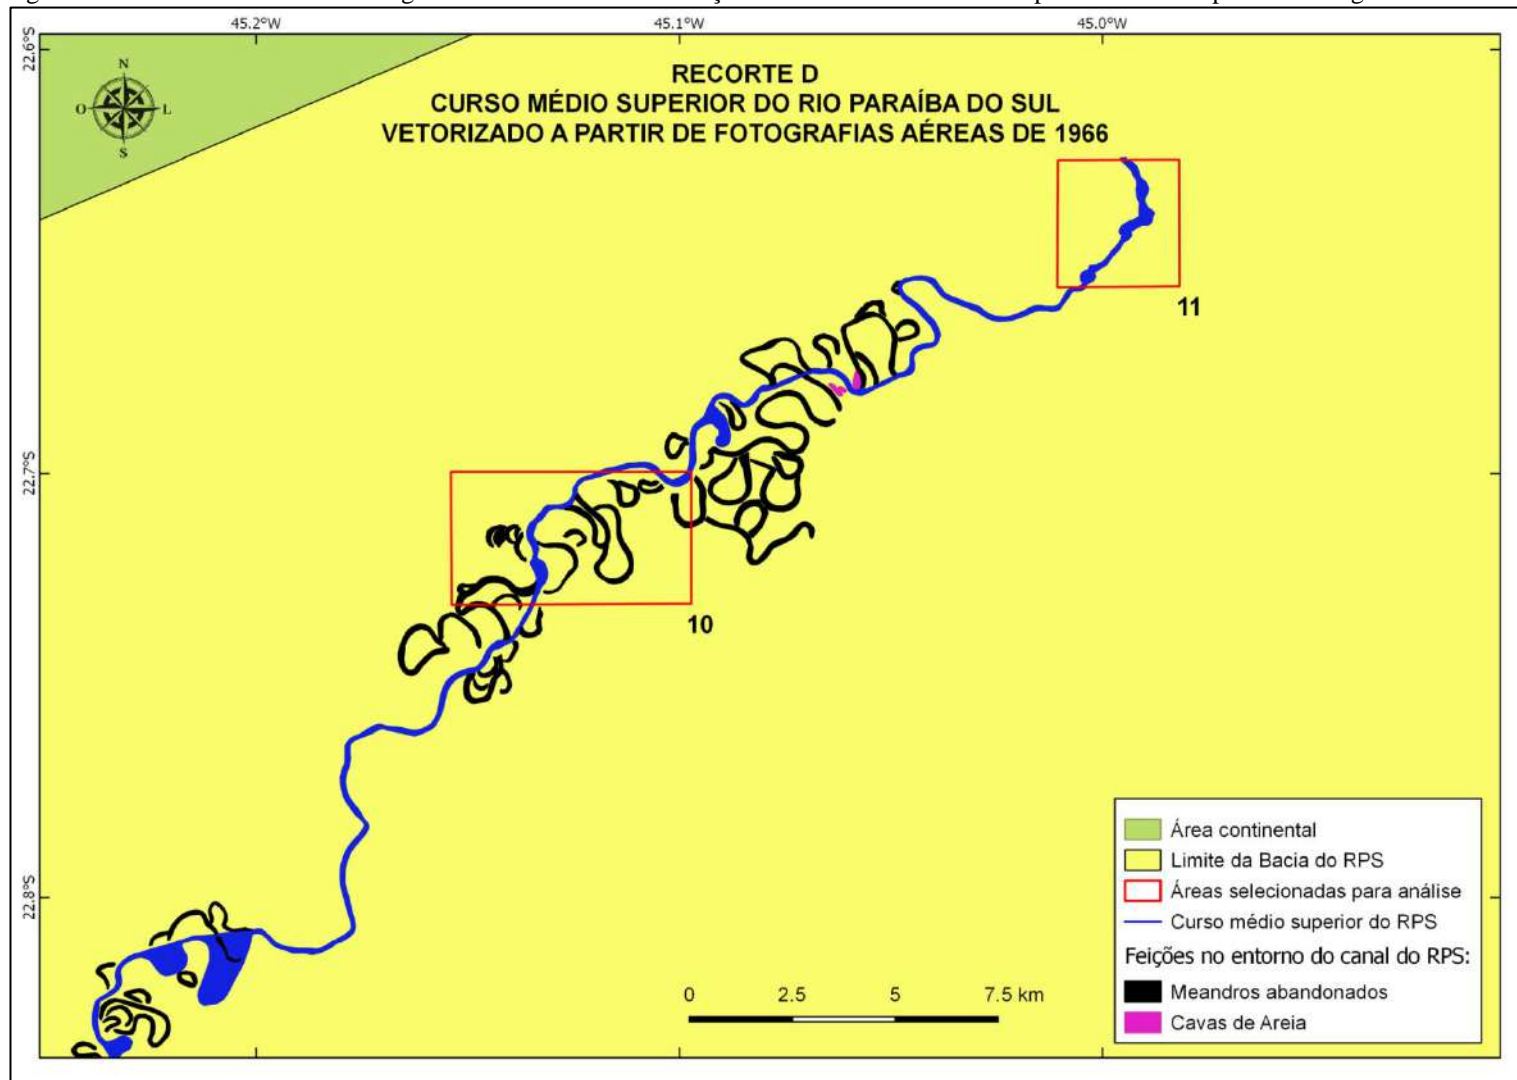 45.2°W 45.1°W 45.0°W
22.6°S
N
O L
S
RECORTE D
CURSO MÉDIO SUPERIOR DO RIO PARAÍBA DO SUL
VETORIZADO A PARTIR DE FOTOGRAFIAS AÉREAS DE 1966
11
22.7°S
10
22.8°S
0 2.5 5 7.5 km
Área continental
Limite da Bacia do RPS
Áreas selecionadas para análise
Curso médio superior do RPS
Feições no entorno do canal do RPS:
Meandros abandonados
Cavas de Areia